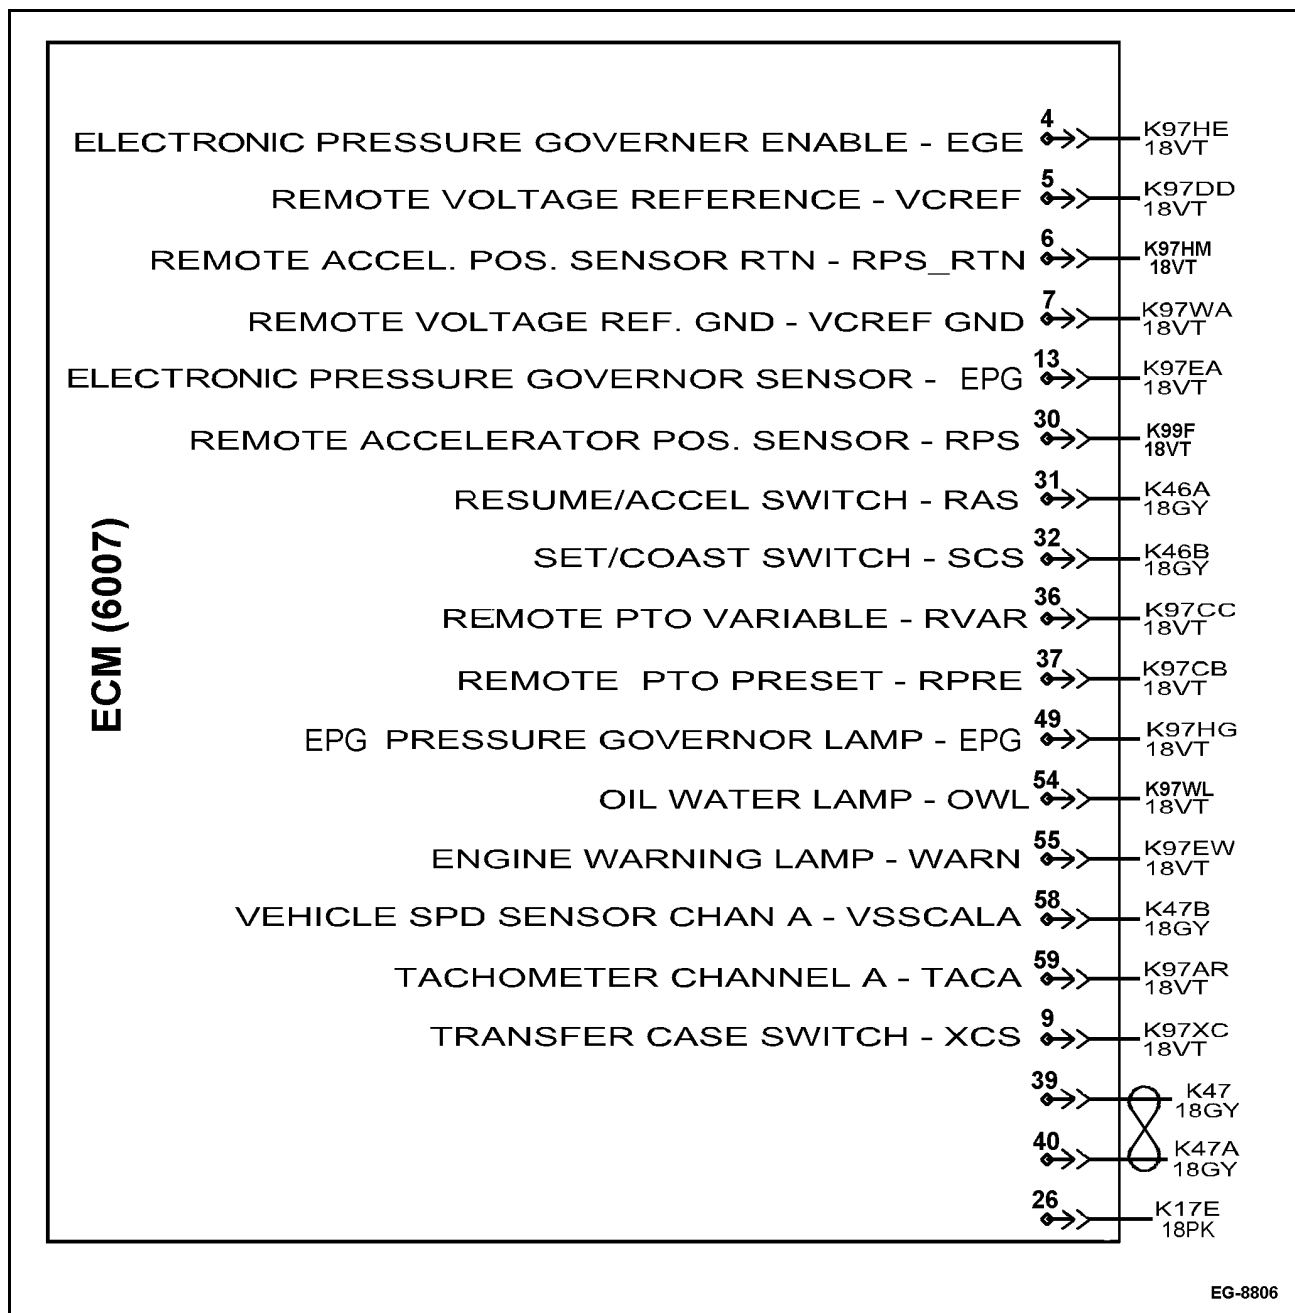 4
ELECTRONIC PRESSURE GOVERNER ENABLE - EGE
K97HE
18VT
5
REMOTE VOLTAGE REFERENCE - VCREF
K97DD
18VT
6
REMOTE ACCEL. POS. SENSOR RTN - RPS_RTN
K97HM
18VT
7
REMOTE VOLTAGE REF. GND - VCREF GND
K97WA
18VT
13
ELECTRONIC PRESSURE GOVERNOR SENSOR - EPG
K97EA
18VT
30
REMOTE ACCELERATOR POS. SENSOR - RPS
K99F
18VT
31
RESUME/ACCEL SWITCH - RAS
K46A
18GY
32
SET/COAST SWITCH - SCS
K46B
18GY
36
REMOTE PTO VARIABLE - RVAR
K97CC
18VT
37
REMOTE PTO PRESET - RPRE
K97CB
18VT
49
EPG PRESSURE GOVERNOR LAMP - EPG
K97HG
18VT
54
OIL WATER LAMP - OWL
K97WL
18VT
55
ENGINE WARNING LAMP - WARN
K97EW
18VT
58
VEHICLE SPD SENSOR CHAN A - VSSCALA
K47B
18GY
59
TACHOMETER CHANNEL A - TACA
K97AR
18VT
9
TRANSFER CASE SWITCH - XCS
K97XC
18VT
39
K47
18GY
40
K47A
18GY
26
K17E
18PK
ECM (6007)
EG-8806